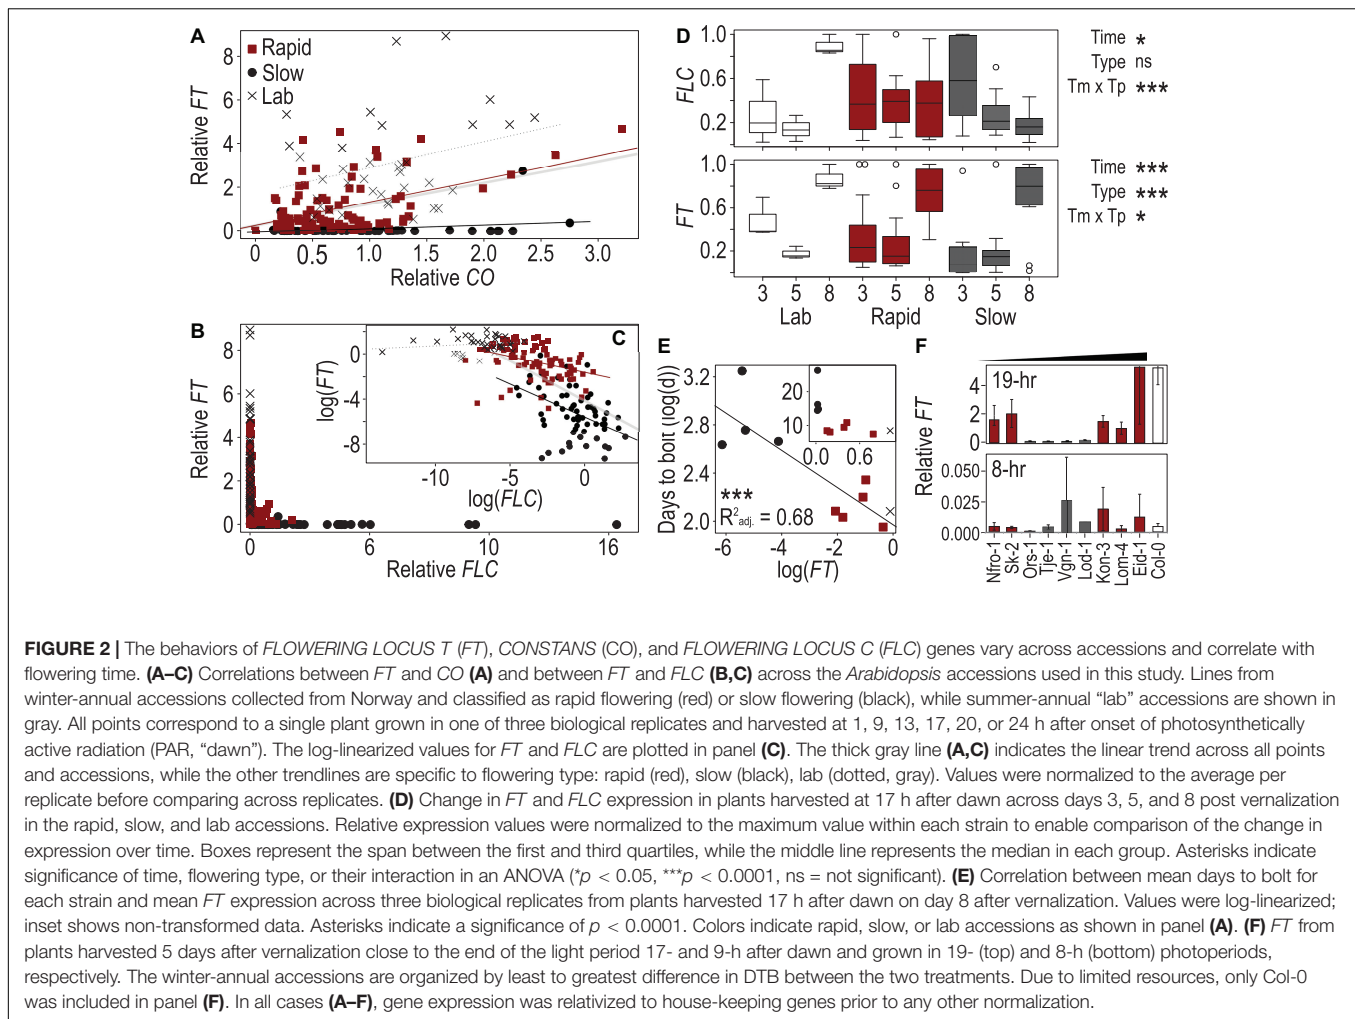 A
Relative FT
8
6
4
2
0
Rapid
Slow
Lab
0
0.5
1.0
1.5
2.0
3.0
Relative CO
B
Relative FT
8
6
4
2
0
0
6
10
16
Relative FLC
C
log(FT)
0
-4
-8
-10
-5
0
log(FLC)
D
FLC
1.0
0.6
0.2
Time *
Type ns
Tm x Tp ***
FT
1.0
0.6
0.2
Time ***
Type ***
Tm x Tp *
3 5 8 3 5 8 3 5 8
Lab Rapid Slow
E
Days to bolt (log(d))
3.2
2.8
2.4
2.0
20
10
0.0 0.6
***
R²adj. = 0.68
-6 -4 -2 0
log(FT)
F
Relative FT
19-hr
4
2
0
8-hr
0.050
0.025
0.000
Nfro-1
Sk-2
Ors-1
Tje-1
Vgn-1
Lod-1
Kon-3
Lom-4
Eid-1
Col-0
FIGURE 2 | The behaviors of FLOWERING LOCUS T (FT), CONSTANS (CO), and FLOWERING LOCUS C (FLC) genes vary across accessions and correlate with
flowering time. (A–C) Correlations between FT and CO (A) and between FT and FLC (B,C) across the Arabidopsis accessions used in this study. Lines from
winter-annual accessions collected from Norway and classified as rapid flowering (red) or slow flowering (black), while summer-annual “lab” accessions are shown in
gray. All points correspond to a single plant grown in one of three biological replicates and harvested at 1, 9, 13, 17, 20, or 24 h after onset of photosynthetically
active radiation (PAR, “dawn”). The log-linearized values for FT and FLC are plotted in panel (C). The thick gray line (A,C) indicates the linear trend across all points
and accessions, while the other trendlines are specific to flowering type: rapid (red), slow (black), lab (dotted, gray). Values were normalized to the average per
replicate before comparing across replicates. (D) Change in FT and FLC expression in plants harvested at 17 h after dawn across days 3, 5, and 8 post vernalization
in the rapid, slow, and lab accessions. Relative expression values were normalized to the maximum value within each strain to enable comparison of the change in
expression over time. Boxes represent the span between the first and third quartiles, while the middle line represents the median in each group. Asterisks indicate
significance of time, flowering type, or their interaction in an ANOVA (*p < 0.05, ***p < 0.0001, ns = not significant). (E) Correlation between mean days to bolt for
each strain and mean FT expression across three biological replicates from plants harvested 17 h after dawn on day 8 after vernalization. Values were log-linearized;
inset shows non-transformed data. Asterisks indicate a significance of p < 0.0001. Colors indicate rapid, slow, or lab accessions as shown in panel (A). (F) FT from
plants harvested 5 days after vernalization close to the end of the light period 17- and 9-h after dawn and grown in 19- (top) and 8-h (bottom) photoperiods,
respectively. The winter-annual accessions are organized by least to greatest difference in DTB between the two treatments. Due to limited resources, only Col-0
was included in panel (F). In all cases (A–F), gene expression was relativized to house-keeping genes prior to any other normalization.